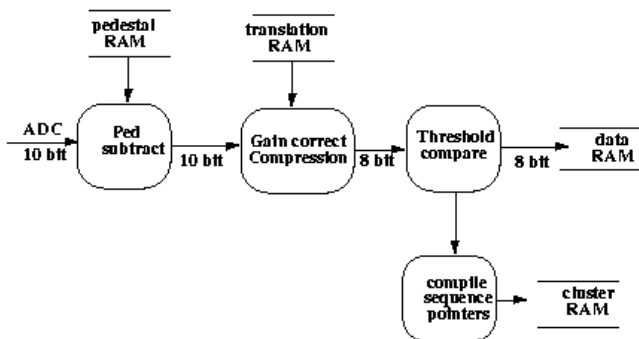 pedestal
RAM
translation
RAM
ADC
10 bit
Ped
subtract
10 bit
Gain correct
Compression
8 bit
Threshold
compare
8 bit
data
RAM
compile
sequence
pointers
cluster
RAM